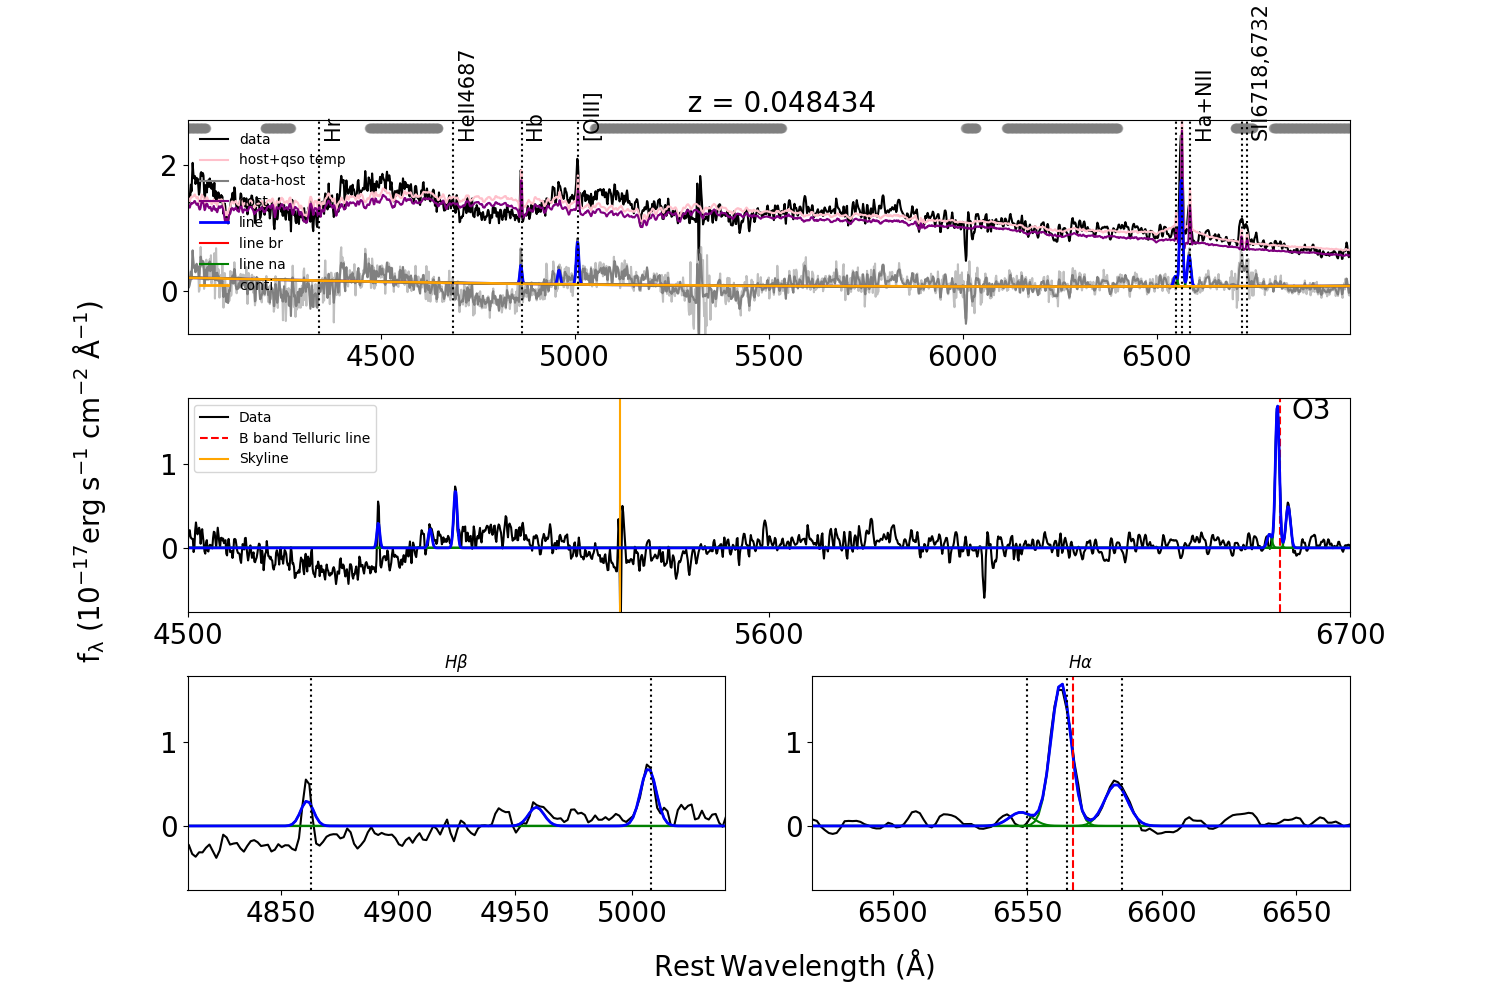 Hr
HeII4687
Hb
[OIII]
Ha+NII
SII6718,6732
z = 0.048434
data
host+qso temp
data-host
host
line
line br
line na
conti
2
0
4500
5000
5500
6000
6500
Data
B band Telluric line
Skyline
O3
1
0
4500
5600
6700
fλ (10⁻¹⁷erg s⁻¹ cm⁻² Å⁻¹)
Hβ
1
0
4850
4900
4950
5000
Hα
1
0
6500
6550
6600
6650
Rest Wavelength (Å)